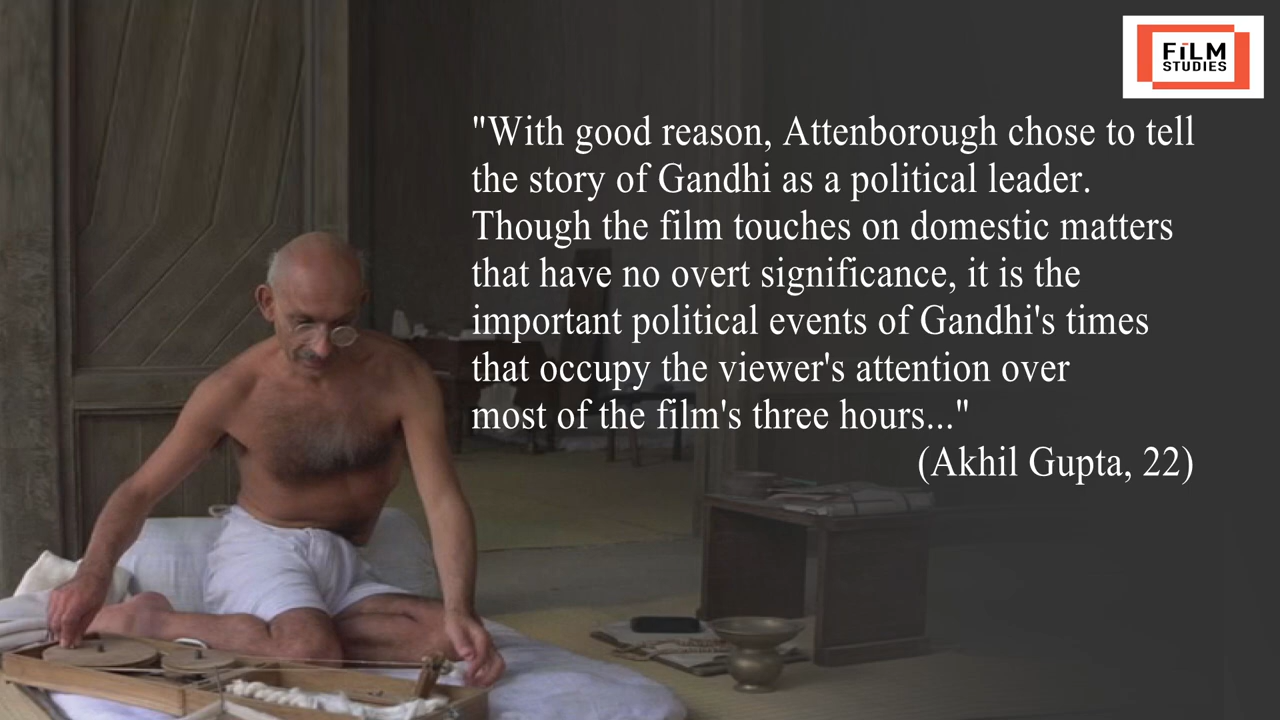 FiLM
STUDIES
"With good reason, Attenborough chose to tell
the story of Gandhi as a political leader.
Though the film touches on domestic matters
that have no overt significance, it is the
important political events of Gandhi's times
that occupy the viewer's attention over
most of the film's three hours..."
(Akhil Gupta, 22)